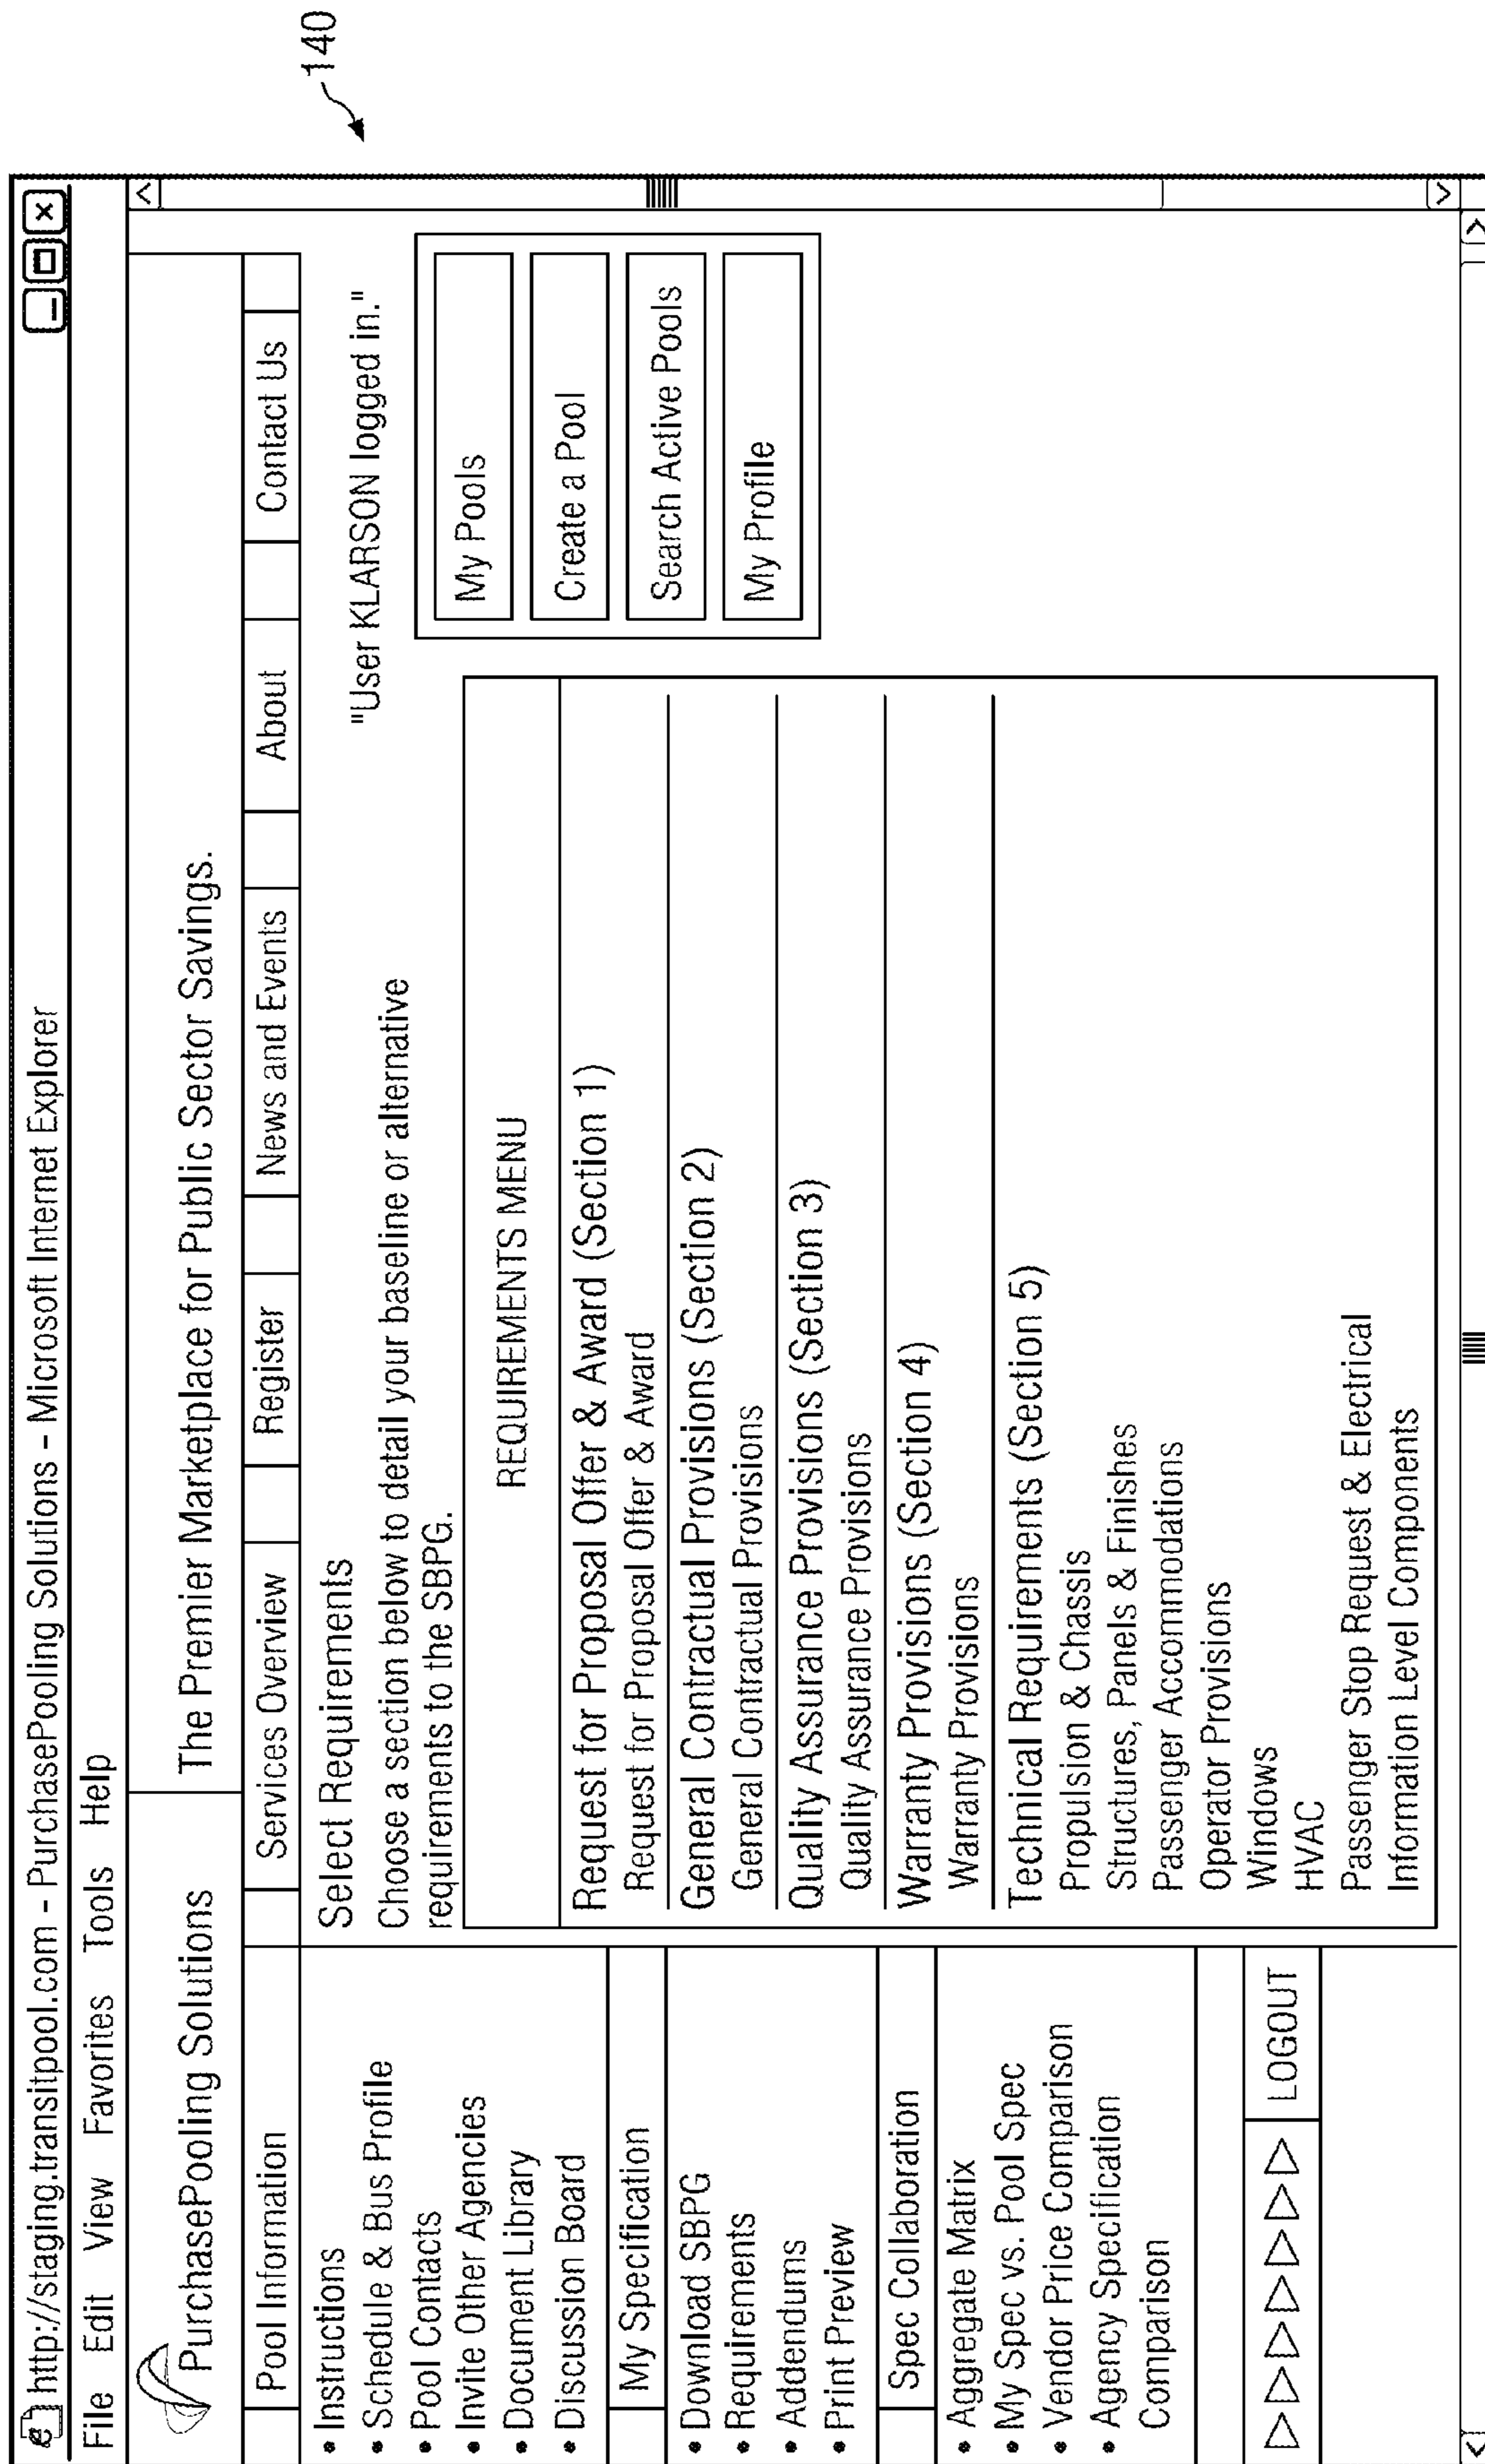 http://staging.transitpool.com - PurchasePooling Solutions - Microsoft Internet Explorer
File Edit View Favorites Tools Help
PurchasePooling Solutions
The Premier Marketplace for Public Sector Savings.
Pool Information
Services Overview
Register
News and Events
About
Contact Us
• Instructions
• Schedule & Bus Profile
• Pool Contacts
• Invite Other Agencies
• Document Library
• Discussion Board
My Specification
• Download SBPG
• Requirements
• Addendums
• Print Preview
Spec Collaboration
• Aggregate Matrix
• My Spec vs. Pool Spec
• Vendor Price Comparison
• Agency Specification
Comparison
LOGOUT
Select Requirements
"User KLARSON logged in."
Choose a section below to detail your baseline or alternative
requirements to the SBPG.
REQUIREMENTS MENU
Request for Proposal Offer & Award (Section 1)
Request for Proposal Offer & Award
General Contractual Provisions (Section 2)
General Contractual Provisions
Quality Assurance Provisions (Section 3)
Quality Assurance Provisions
Warranty Provisions (Section 4)
Warranty Provisions
Technical Requirements (Section 5)
Propulsion & Chassis
Structures, Panels & Finishes
Passenger Accommodations
Operator Provisions
Windows
HVAC
Passenger Stop Request & Electrical
Information Level Components
My Pools
Create a Pool
Search Active Pools
My Profile
140